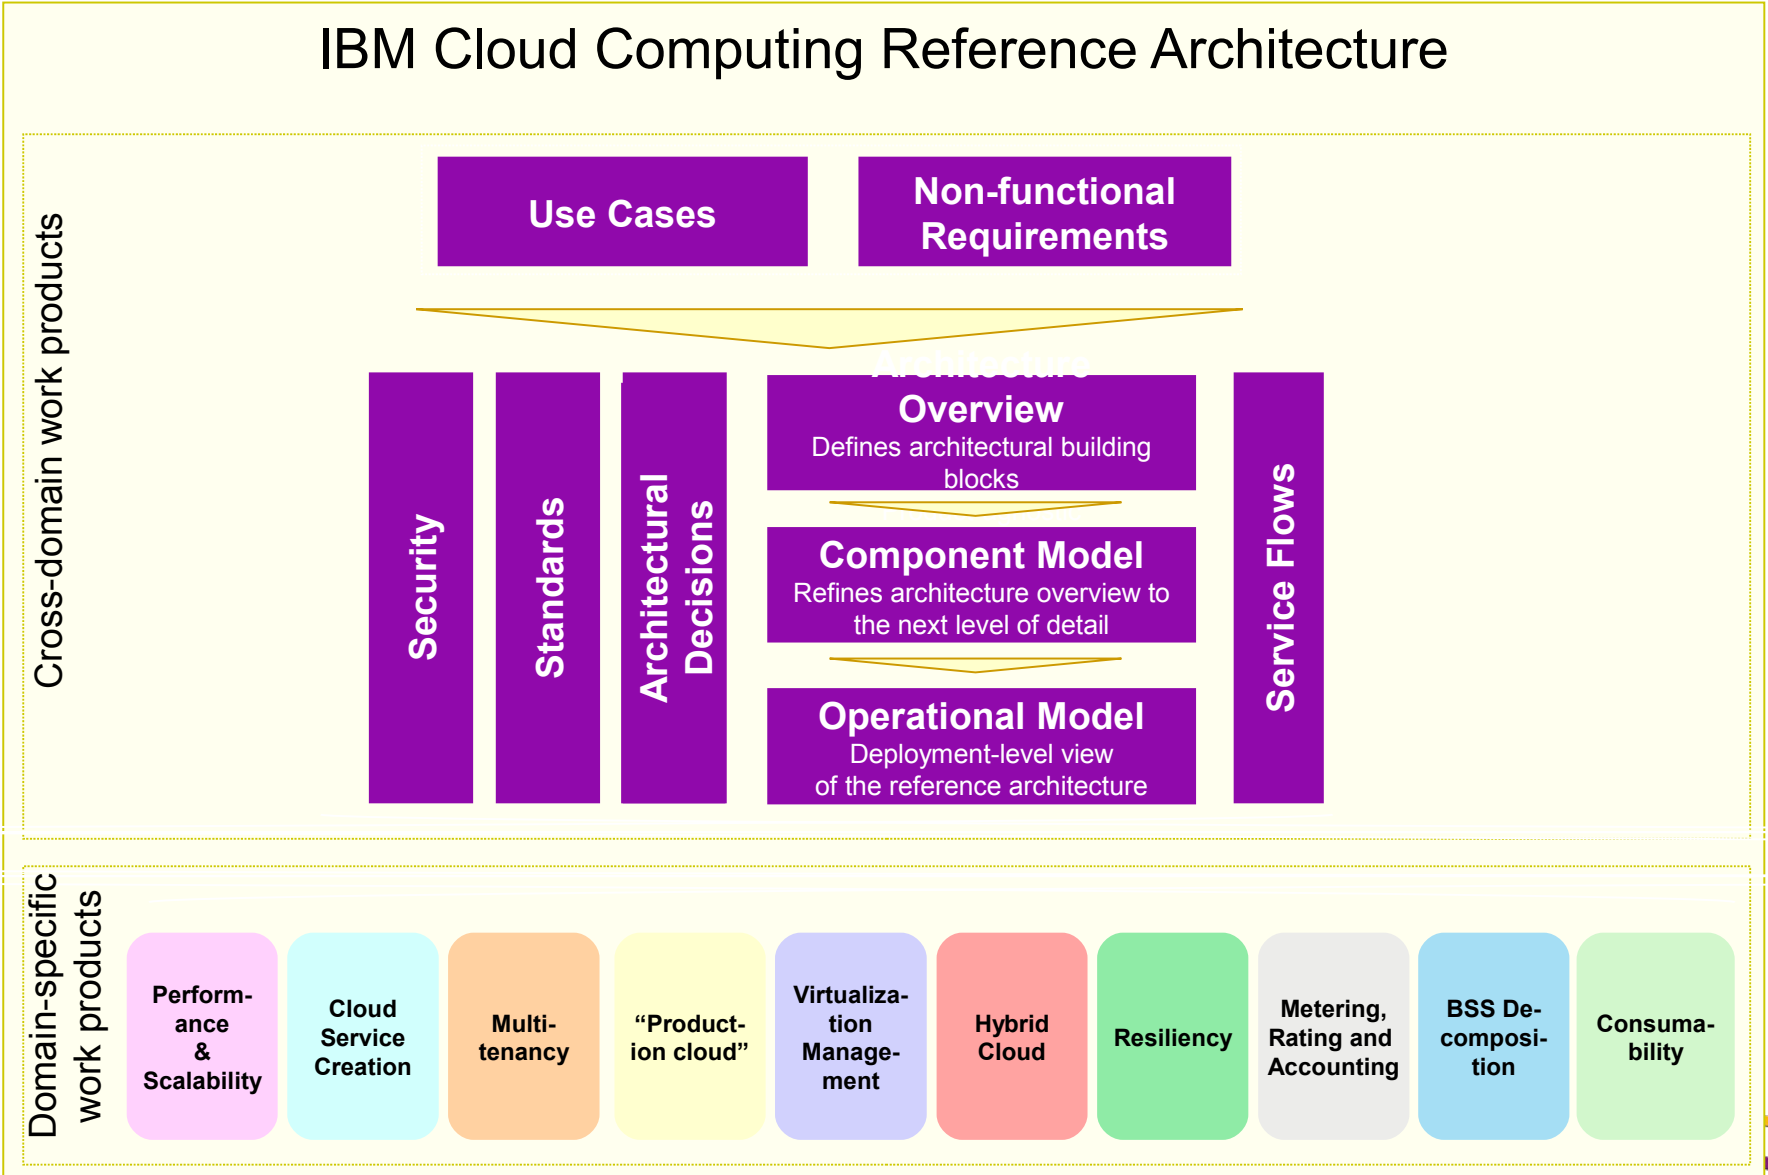 IBM Cloud Computing Reference Architecture
Cross-domain work products
Use Cases
Non-functional
Requirements
Security
Standards
Architectural
Decisions
Architecture
Overview
Defines architectural building
blocks
Component Model
Refines architecture overview to
the next level of detail
Operational Model
Deployment-level view
of the reference architecture
Service Flows
Domain-specific
work products
Perform-
ance
&
Scalability
Cloud
Service
Creation
Multi-
tenancy
“Product-
ion cloud”
Virtualiza-
tion
Manage-
ment
Hybrid
Cloud
Resiliency
Metering,
Rating and
Accounting
BSS De-
composi-
tion
Consuma-
bility